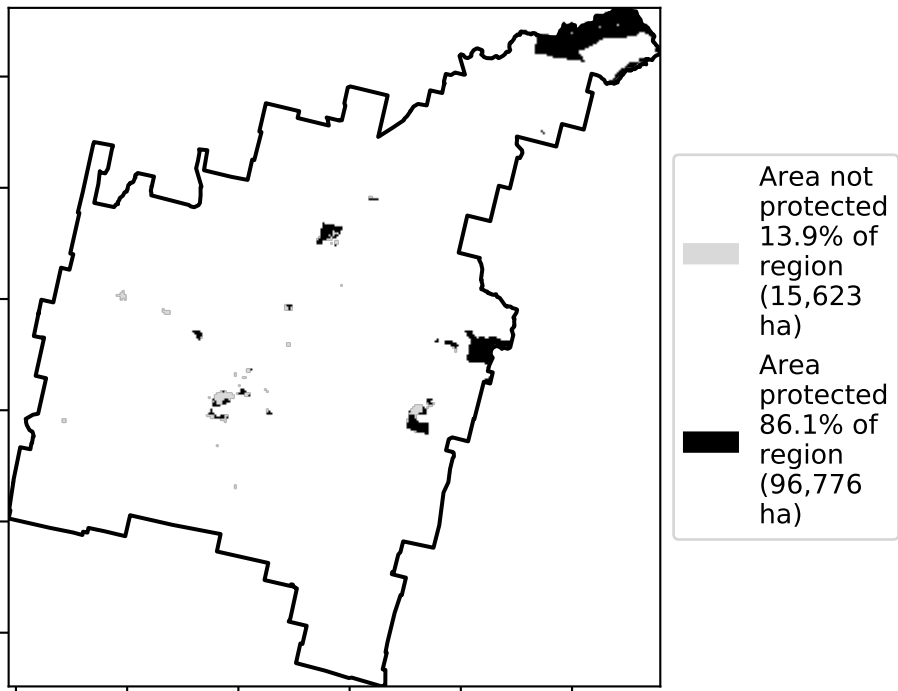 Area not
protected
13.9% of
region
(15,623
ha)
Area
protected
86.1% of
region
(96,776
ha)